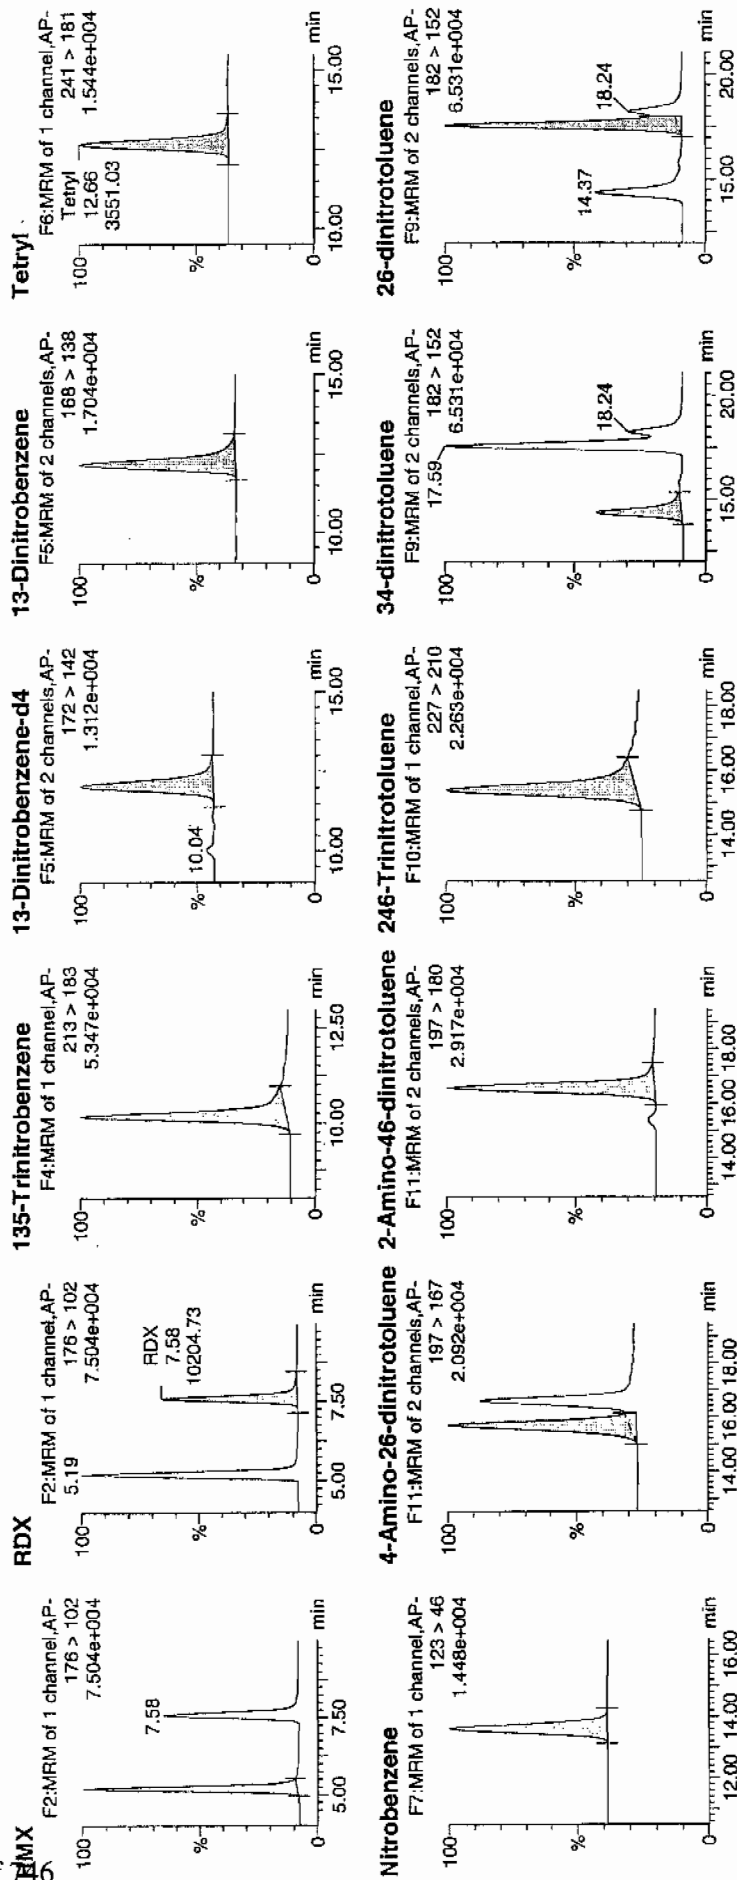 HMX
F2:MRM of 1 channel,AP-
176 > 102
7.504e+004
100
7.58
%
0
min
5.00
7.50
RDX
F2:MRM of 1 channel,AP-
176 > 102
7.504e+004
100
5.19
RDX
7.58
10204.73
%
0
min
5.00
7.50
135-Trinitrobenzene
F4:MRM of 1 channel,AP-
213 > 183
5.347e+004
100
%
0
min
10.00
12.50
13-Dinitrobenzene-d4
F5:MRM of 2 channels,AP-
172 > 142
1.312e+004
100
%
10.04
0
min
10.00
15.00
13-Dinitrobenzene
F5:MRM of 2 channels,AP-
168 > 138
1.704e+004
100
%
0
min
10.00
15.00
Tetryl
F6:MRM of 1 channel,AP-
241 > 181
1.544e+004
100
Tetryl
12.66
3551.03
%
0
min
10.00
15.00
Nitrobenzene
F7:MRM of 1 channel,AP-
123 > 46
1.448e+004
100
%
0
min
12.00
14.00
16.00
4-Amino-26-dinitrotoluene
F11:MRM of 2 channels,AP-
197 > 167
2.092e+004
100
%
0
min
14.00
16.00
18.00
2-Amino-46-dinitrotoluene
F11:MRM of 2 channels,AP-
197 > 180
2.917e+004
100
%
0
min
14.00
16.00
18.00
246-Trinitrotoluene
F10:MRM of 1 channel,AP-
227 > 210
2.263e+004
100
%
0
min
14.00
16.00
18.00
34-dinitrotoluene
F9:MRM of 2 channels,AP-
182 > 152
6.531e+004
100
17.59
18.24
%
0
min
15.00
20.00
26-dinitrotoluene
F9:MRM of 2 channels,AP-
182 > 152
6.531e+004
100
14.37
18.24
%
0
min
15.00
20.00